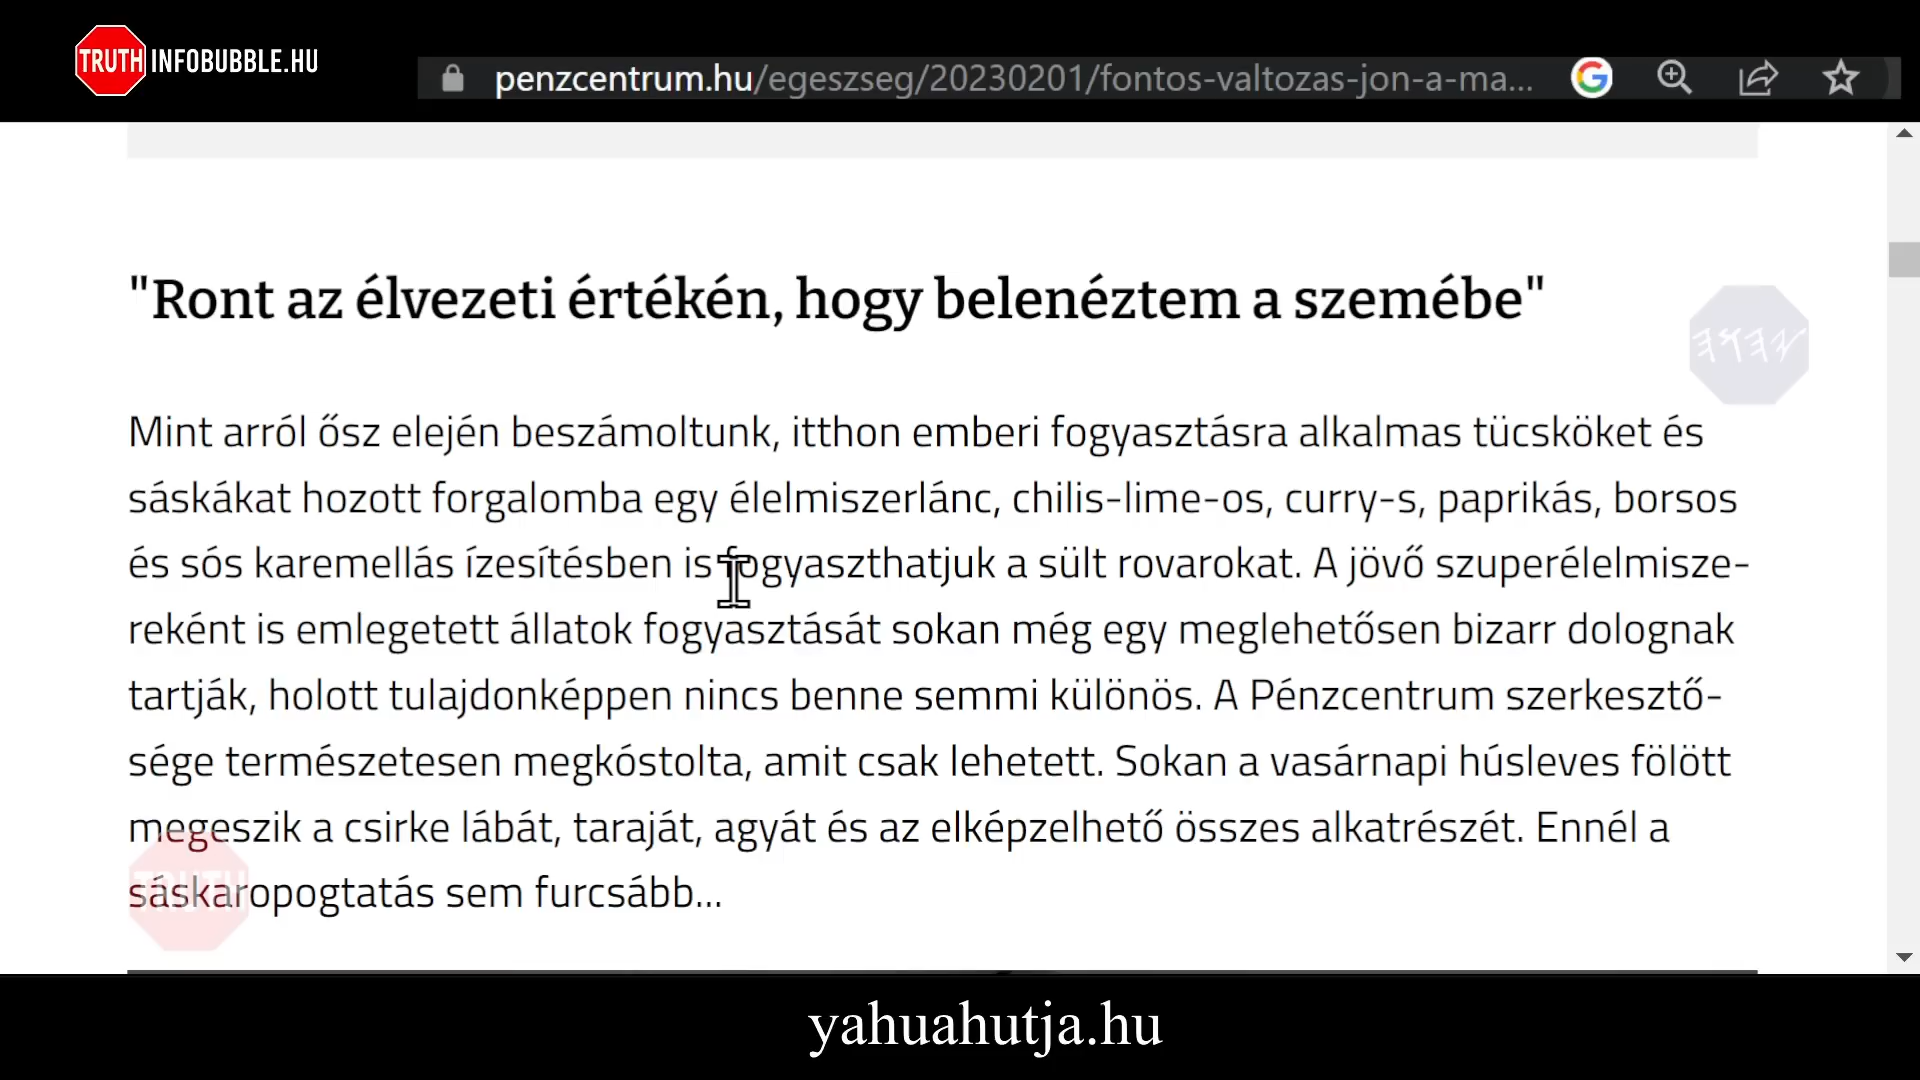 TRUTH INFOBUBBLE.HU
penzcentrum.hu/egeszseg/20230201/fontos-valtozas-jon-a-ma...
"Ront az élvezeti értékén, hogy belenéztem a szemébe"
𐤉𐤄𐤅𐤄
Mint arról ősz elején beszámoltunk, itthon emberi fogyasztásra alkalmas tücsköket és
sáskákat hozott forgalomba egy élelmiszerlánc, chilis-lime-os, curry-s, paprikás, borsos
és sós karemellás ízesítésben is fogyaszthatjuk a sült rovarokat. A jövő szuperélelmisze-
reként is emlegetett állatok fogyasztását sokan még egy meglehetősen bizarr dolognak
tartják, holott tulajdonképpen nincs benne semmi különös. A Pénzcentrum szerkesztő-
sége természetesen megkóstolta, amit csak lehetett. Sokan a vasárnapi húsleves fölött
megeszik a csirke lábát, taraját, agyát és az elképzelhető összes alkatrészét. Ennél a
sáskaropogtatás sem furcsább...
TRUTH
yahuahutja.hu